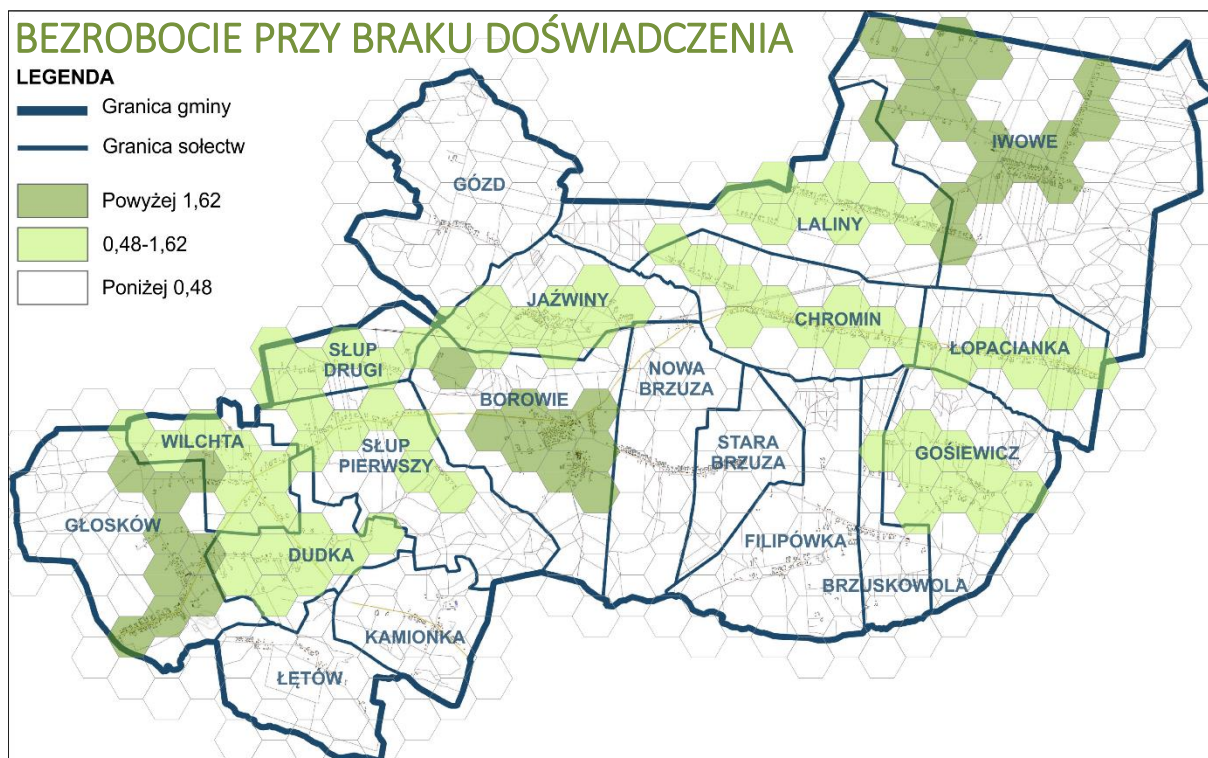 BEZROBOCIE PRZY BRAKU DOŚWIADCZENIA
LEGENDA
Granica gminy
Granica sołectw
Powyżej 1,62
0,48-1,62
Poniżej 0,48
IWOWE
GÓZD
LALINY
JAŹWINY
CHROMIN
ŁOPACIANKA
SŁUP
DRUGI
NOWA
BRZUZA
BOROWIE
WILCHTA
SŁUP
PIERWSZY
STARA
BRZUZA
GOŚIEWICZ
GŁOSKÓW
DUDKA
FILIPÓWKA
BRZUSKOWOLA
KAMIONKA
ŁĘTÓW